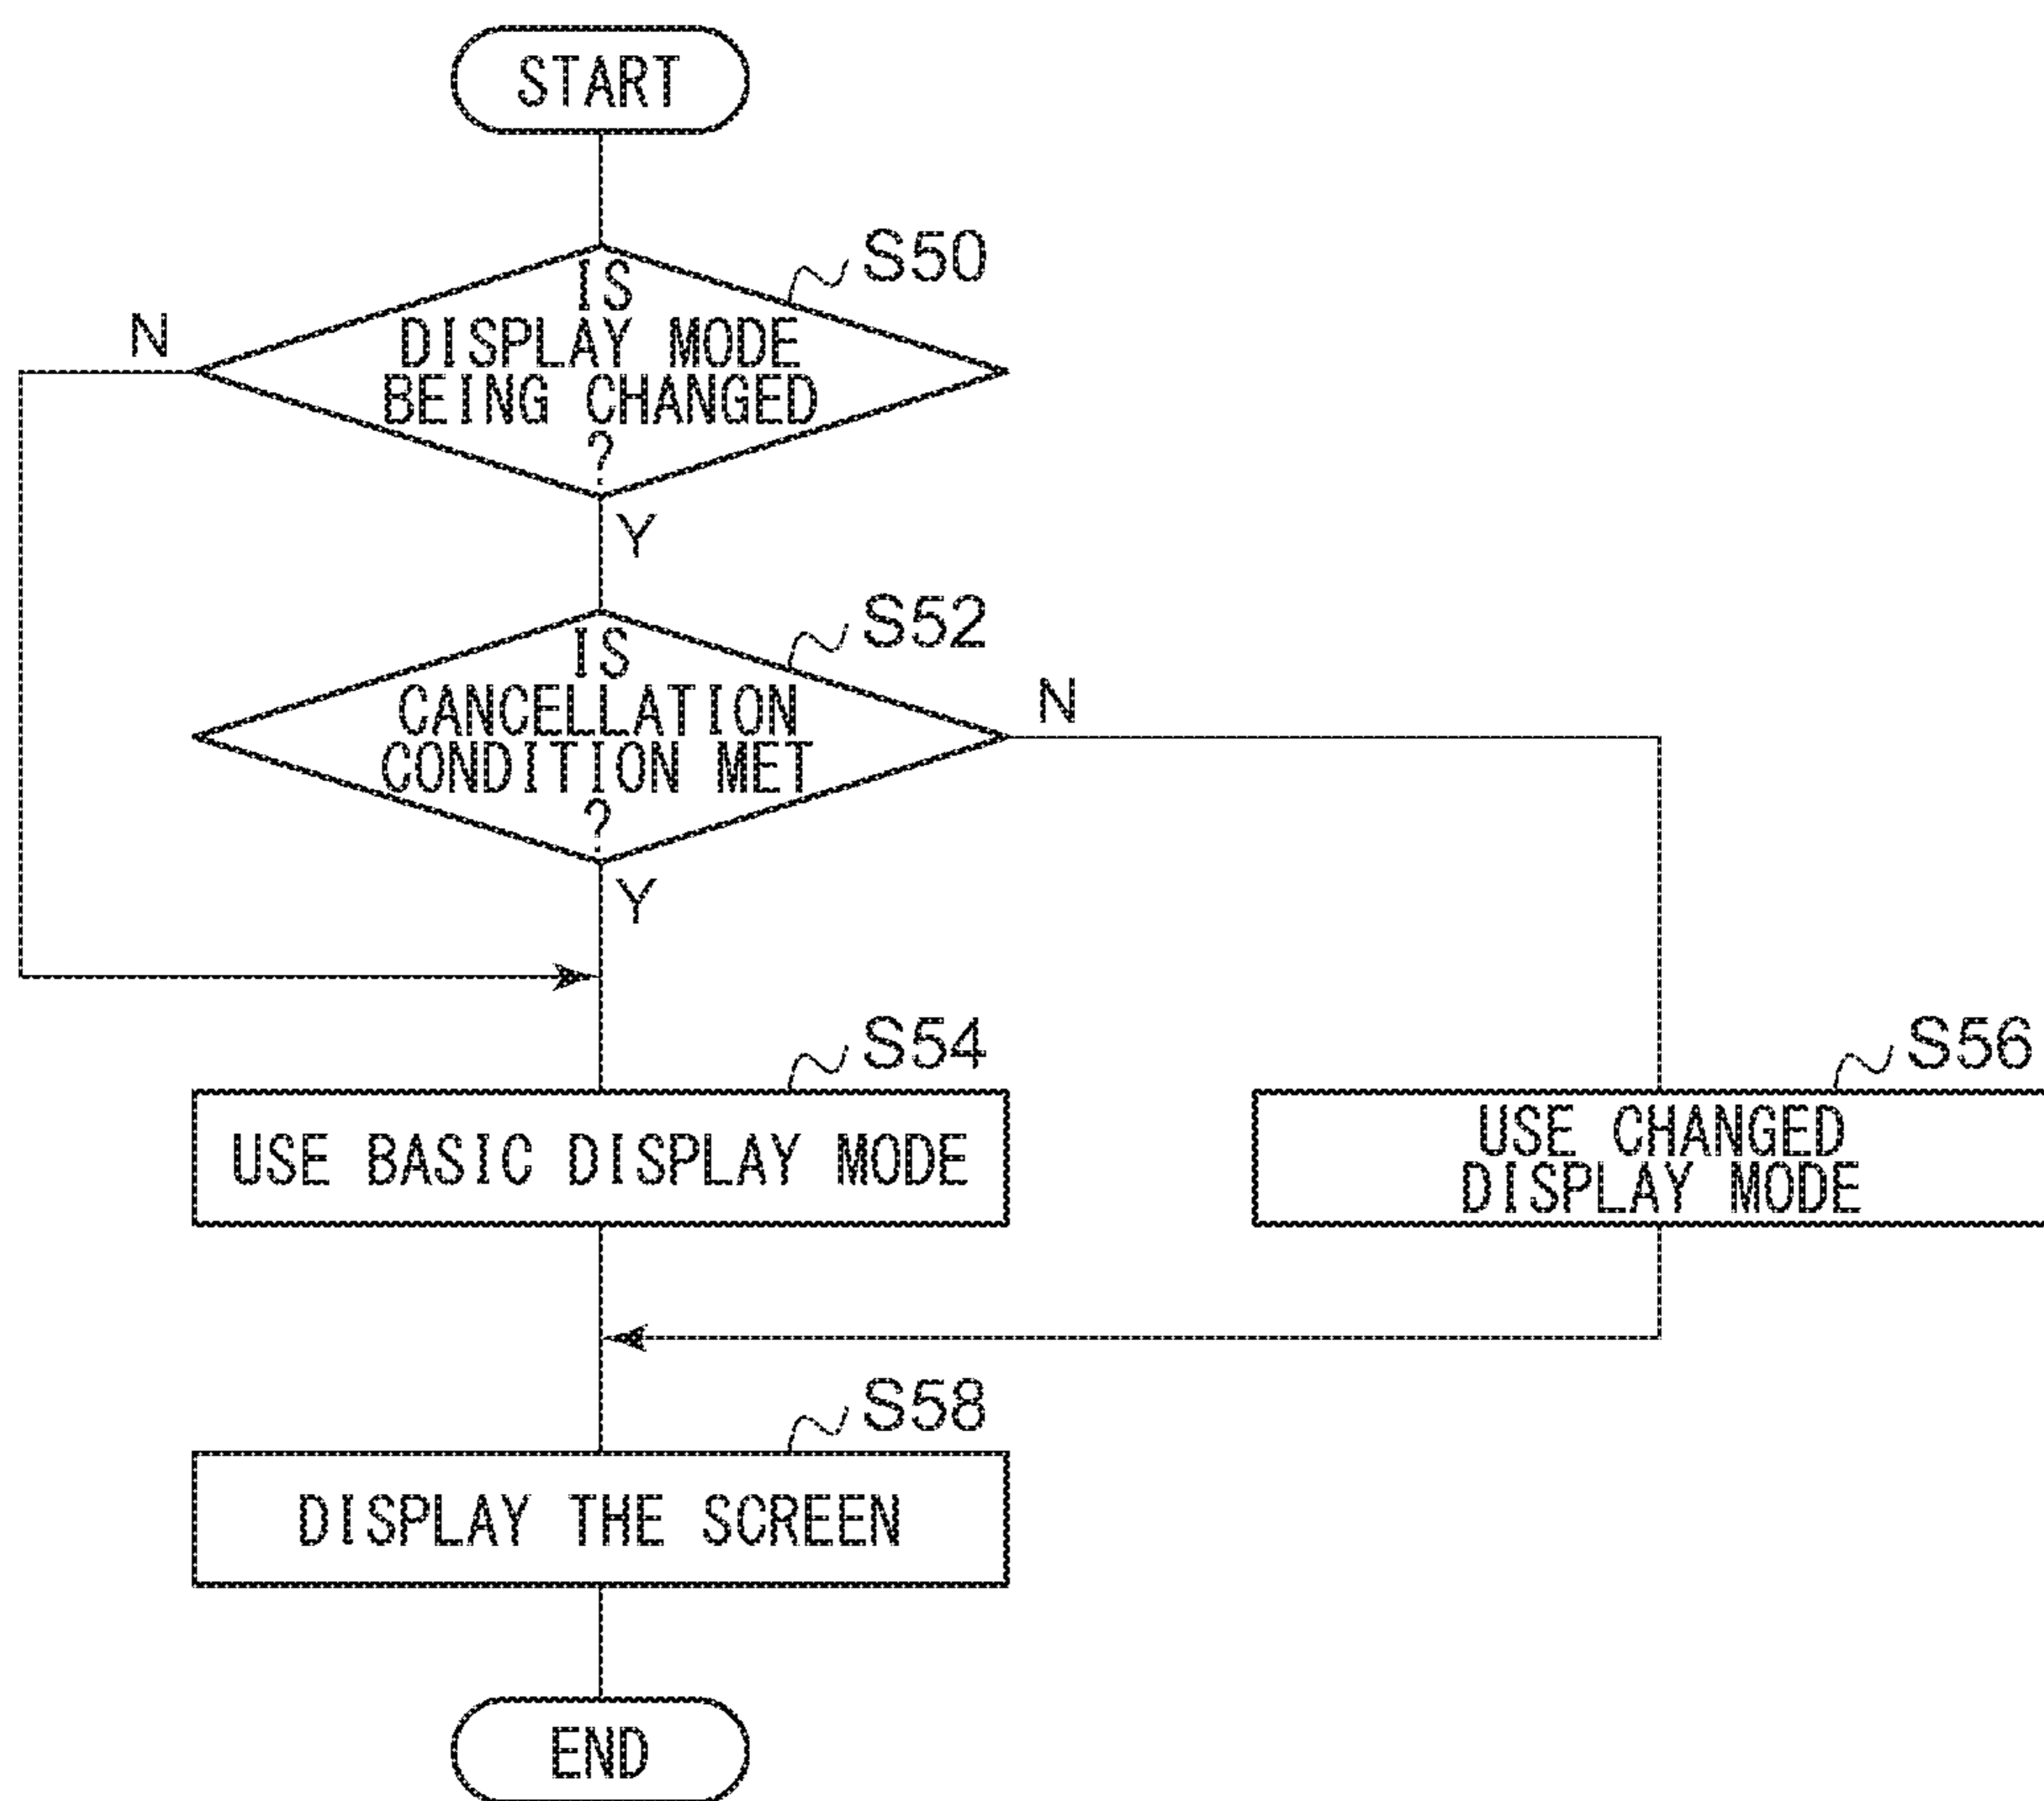 START
S50
IS
DISPLAY MODE
BEING CHANGED
?
N
Y
S52
IS
CANCELLATION
CONDITION MET
?
N
Y
S54
USE BASIC DISPLAY MODE
S56
USE CHANGED
DISPLAY MODE
S58
DISPLAY THE SCREEN
END